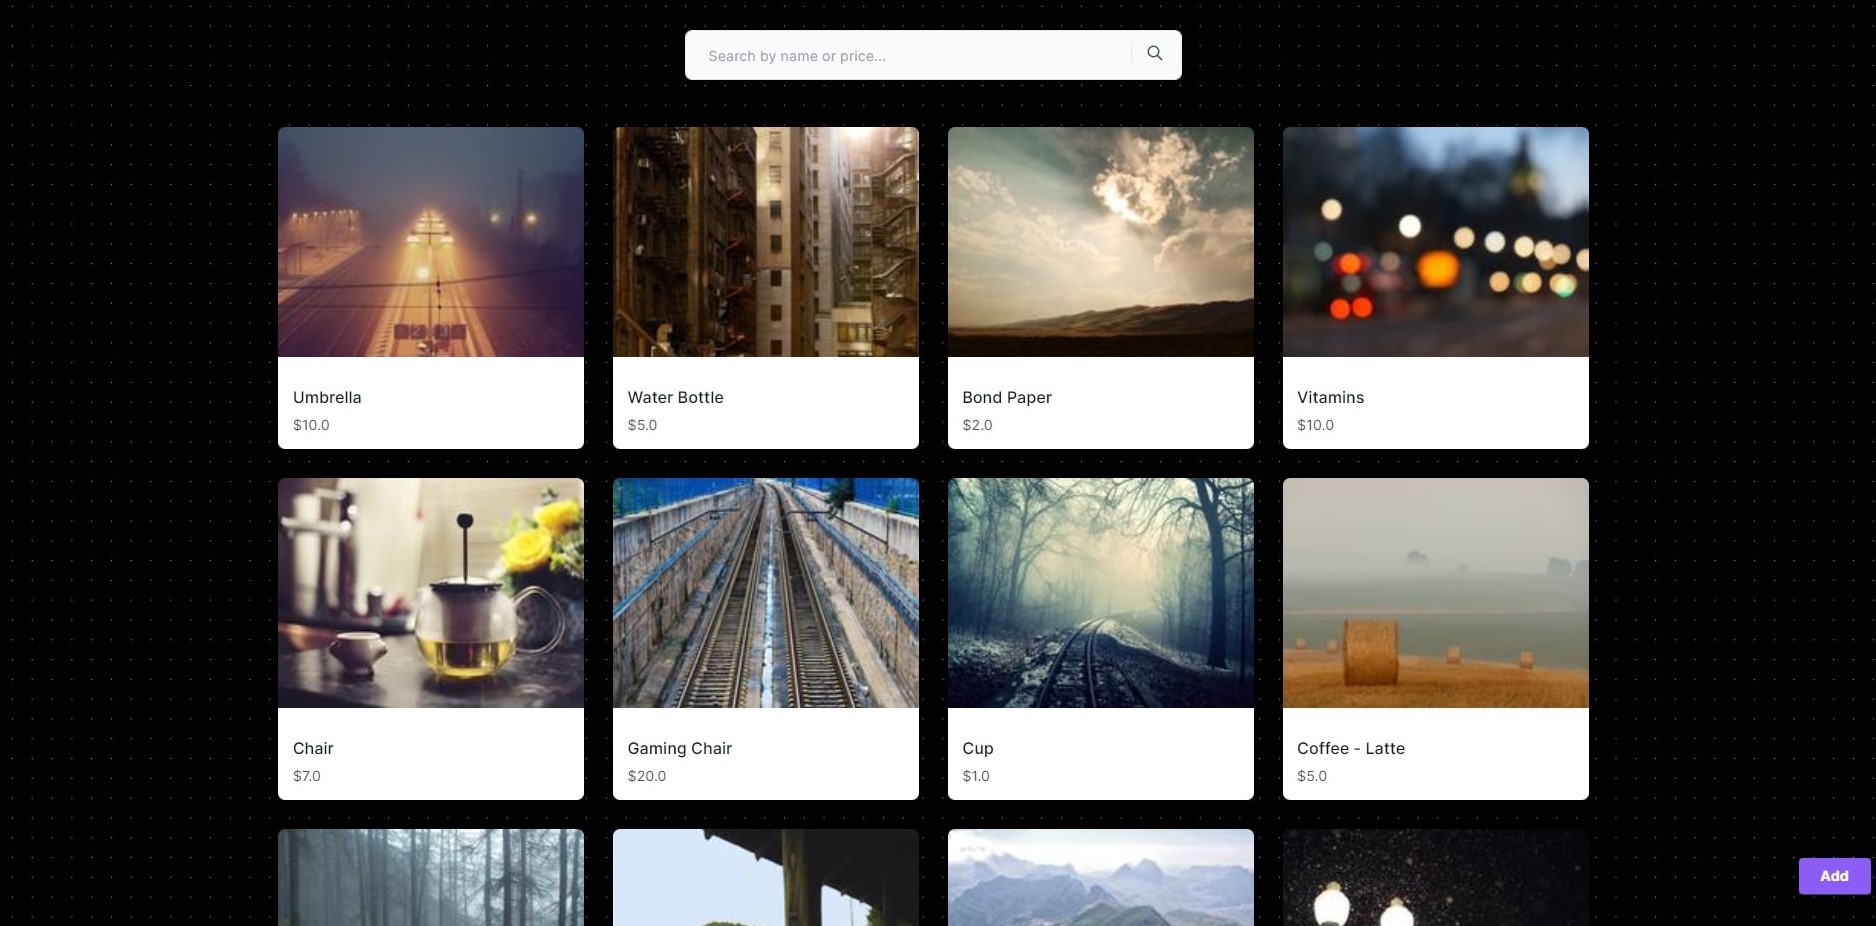 Search by name or price...
Umbrella
$10.0
Water Bottle
$5.0
Bond Paper
$2.0
Vitamins
$10.0
Chair
$7.0
Gaming Chair
$20.0
Cup
$1.0
Coffee - Latte
$5.0
Add